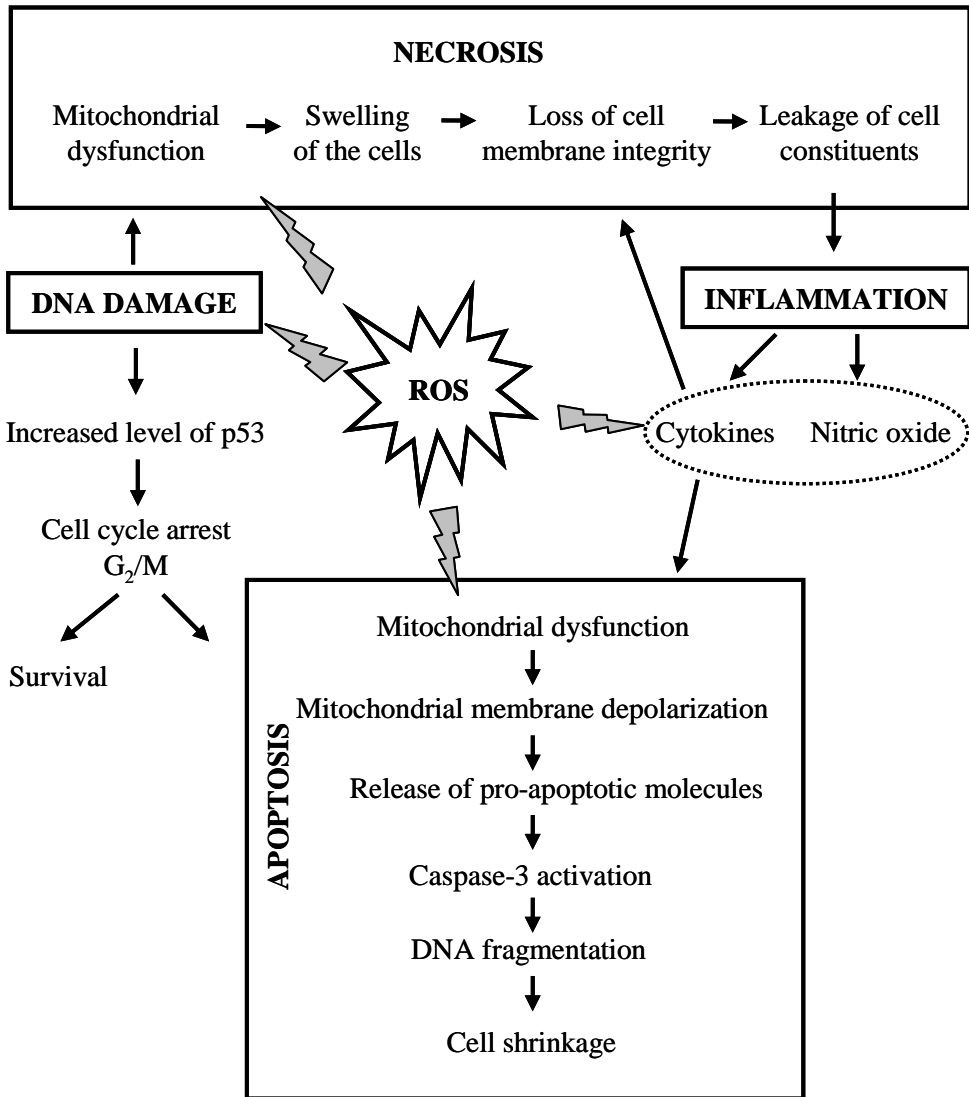 NECROSIS
Mitochondrial
dysfunction
Swelling
of the cells
Loss of cell
membrane integrity
Leakage of cell
constituents
DNA DAMAGE
INFLAMMATION
ROS
Increased level of p53
Cytokines
Nitric oxide
Cell cycle arrest
G₂/M
Survival
APOPTOSIS
Mitochondrial dysfunction
Mitochondrial membrane depolarization
Release of pro-apoptotic molecules
Caspase-3 activation
DNA fragmentation
Cell shrinkage